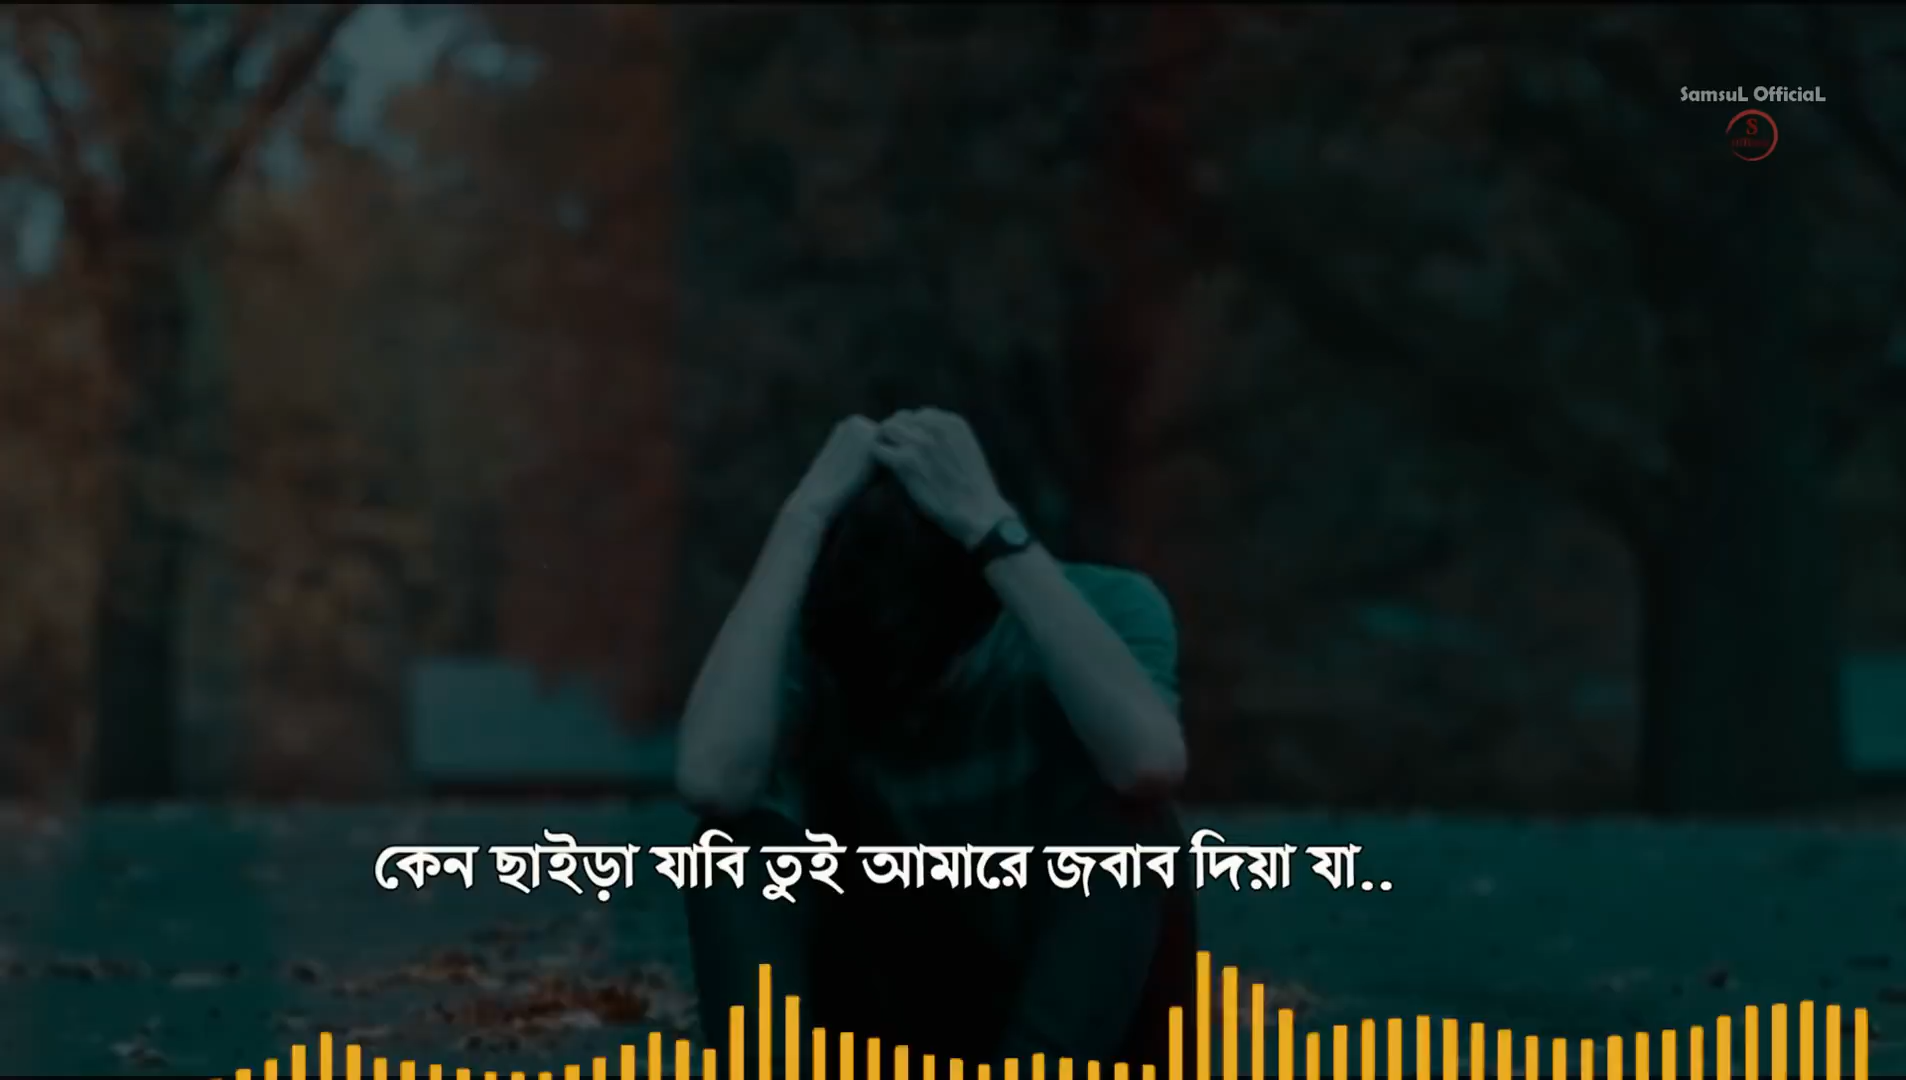 SamsuL OfficiaL
S
কেন ছাইড়া যাবি তুই আমারে জবাব দিয়া যা..